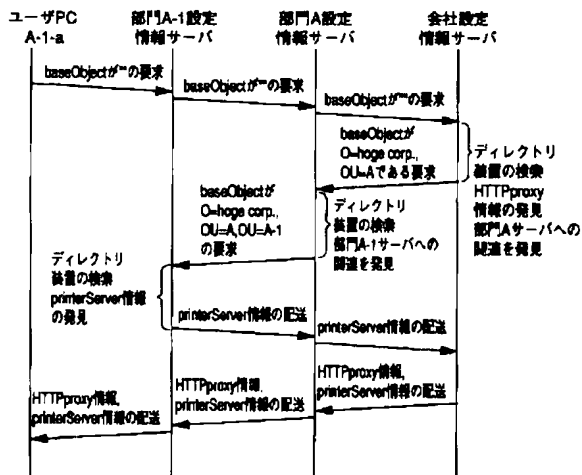 ユーザPC
A-1-a
部門A-1設定
情報サーバ
部門A設定
情報サーバ
会社設定
情報サーバ
baseObjectが""の要求
baseObjectが""の要求
baseObjectが""の要求
baseObjectが
O=hoge corp.,
OU=Aである要求
ディレクトリ
装置の検索
HTTPproxy
情報の発見
部門Aサーバへの
関連を発見
baseObjectが
O=hoge corp.,
OU=A,OU=A-1
の要求
ディレクトリ
装置の検索
部門A-1サーバへの
関連を発見
ディレクトリ
装置の検索
printerServer情報
の発見
printerServer情報の配送
printerServer情報の配送
HTTPproxy情報,
printerServer情報の配送
HTTPproxy情報,
printerServer情報の配送
HTTPproxy情報,
printerServer情報の配送